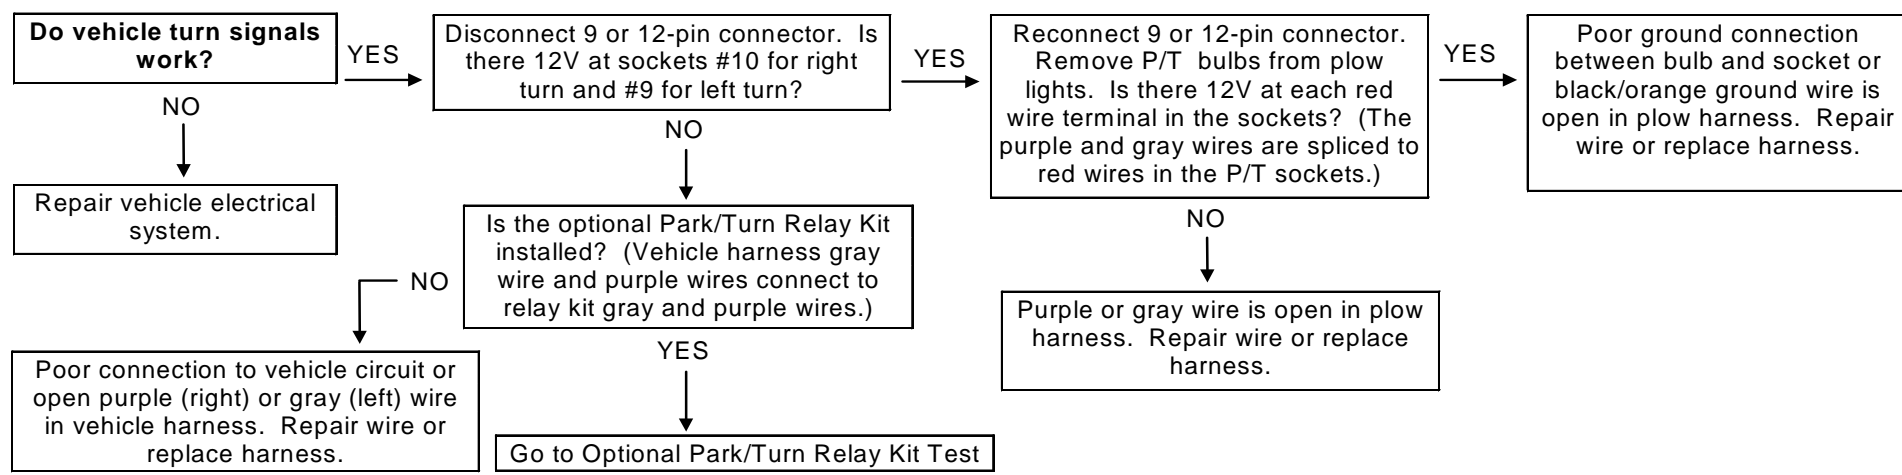 Do vehicle turn signals
work?
YES
NO
Repair vehicle electrical
system.
Disconnect 9 or 12-pin connector.  Is
there 12V at sockets #10 for right
turn and #9 for left turn?
YES
NO
Is the optional Park/Turn Relay Kit
installed?  (Vehicle harness gray
wire and purple wires connect to
relay kit gray and purple wires.)
NO
Poor connection to vehicle circuit or
open purple (right) or gray (left) wire
in vehicle harness.  Repair wire or
replace harness.
YES
Go to Optional Park/Turn Relay Kit Test
Reconnect 9 or 12-pin connector.
Remove P/T  bulbs from plow
lights.  Is there 12V at each red
wire terminal in the sockets?  (The
purple and gray wires are spliced to
red wires in the P/T sockets.)
YES
NO
Purple or gray wire is open in plow
harness.  Repair wire or replace
harness.
Poor ground connection
between bulb and socket or
black/orange ground wire is
open in plow harness.  Repair
wire or replace harness.